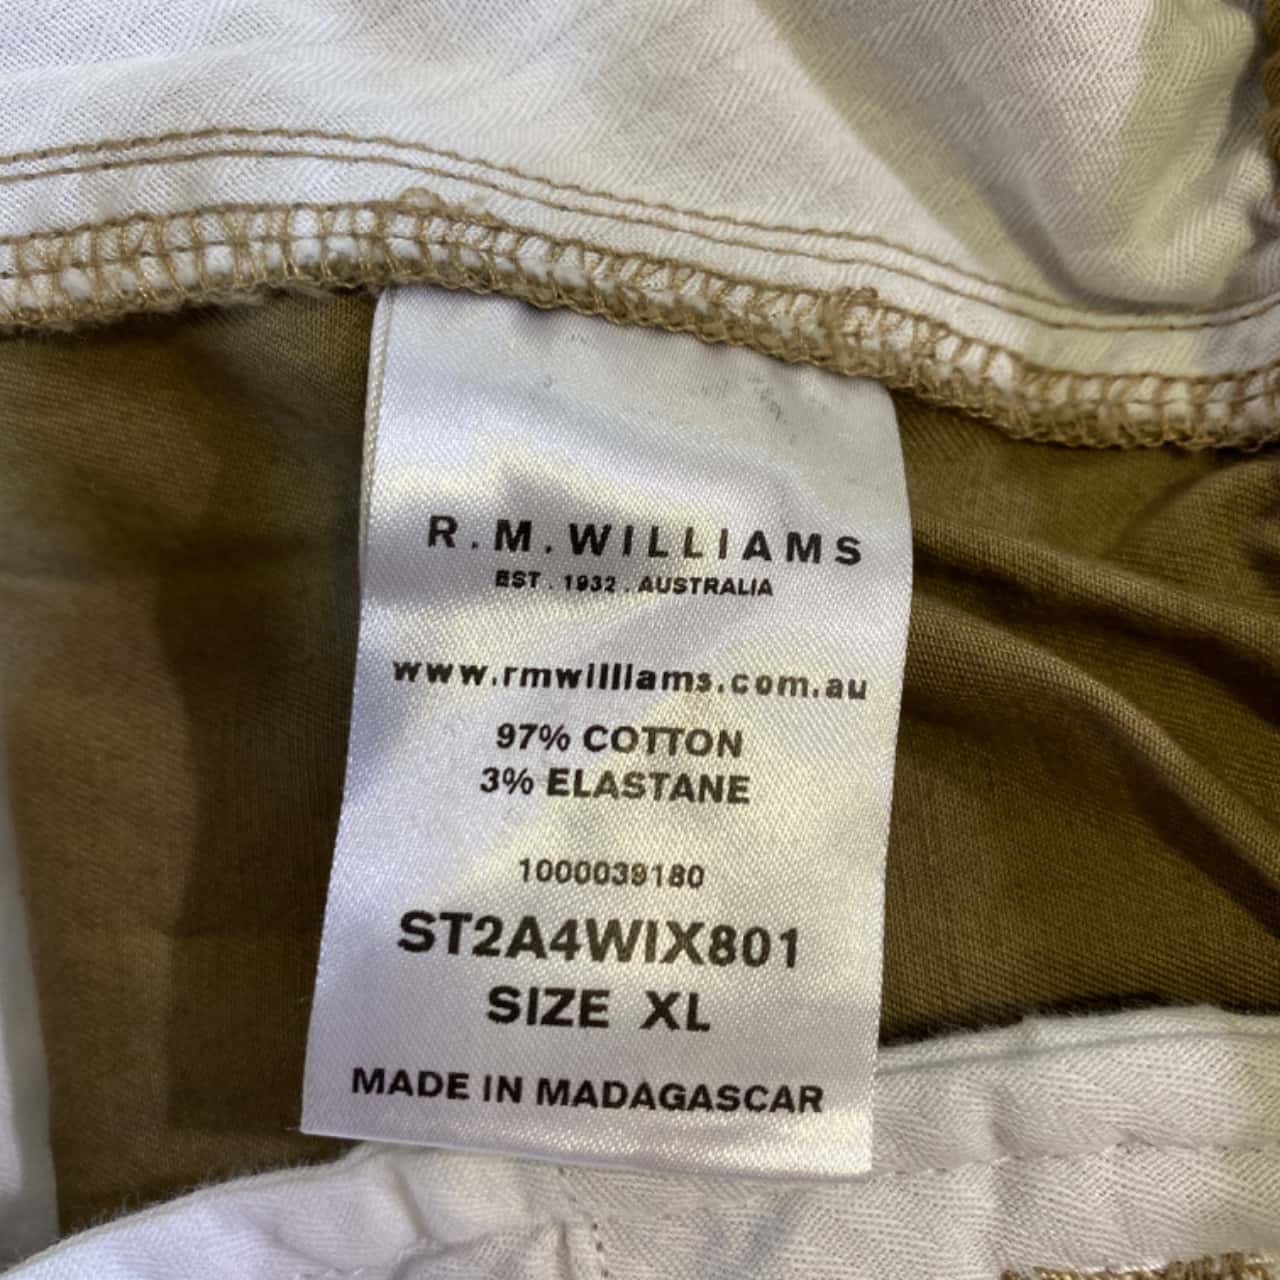 R.M.WILLIAMS
EST . 1932 . AUSTRALIA
www.rmwilliams.com.au
97% COTTON
3% ELASTANE
1000039180
ST2A4WIX801
SIZE XL
MADE IN MADAGASCAR